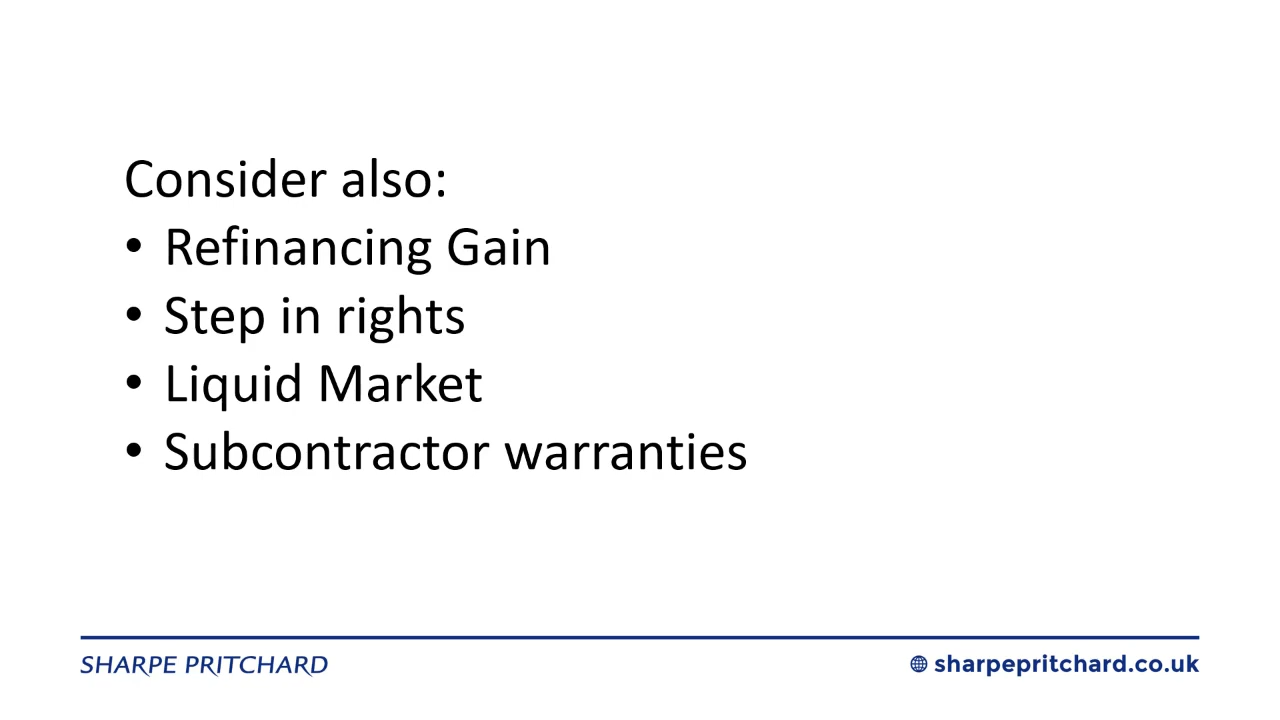 Consider also:
• Refinancing Gain
• Step in rights
• Liquid Market
• Subcontractor warranties
SHARPE PRITCHARD
sharpepritchard.co.uk